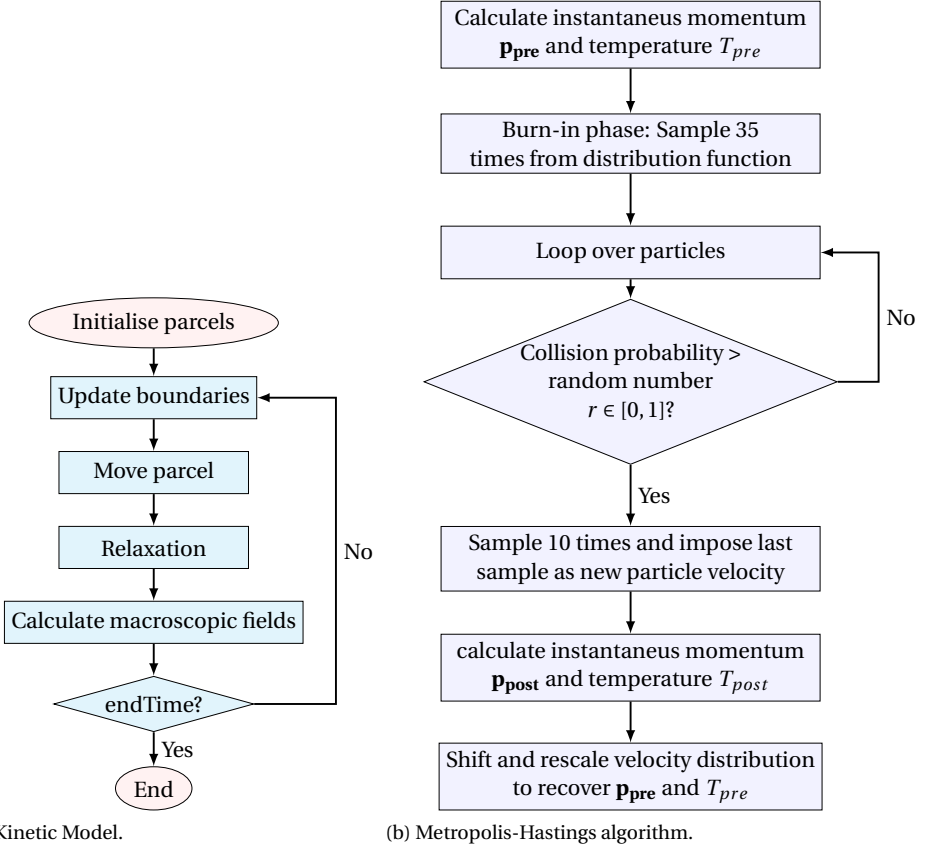 Initialise parcels
Update boundaries
Move parcel
Relaxation
Calculate macroscopic fields
endTime?
No
Yes
End
Kinetic Model.
Calculate instantaneus momentum
p_pre and temperature T_pre
Burn-in phase: Sample 35
times from distribution function
Loop over particles
No
Collision probability >
random number
r ∈ [0, 1]?
Yes
Sample 10 times and impose last
sample as new particle velocity
calculate instantaneus momentum
p_post and temperature T_post
Shift and rescale velocity distribution
to recover p_pre and T_pre
(b) Metropolis-Hastings algorithm.